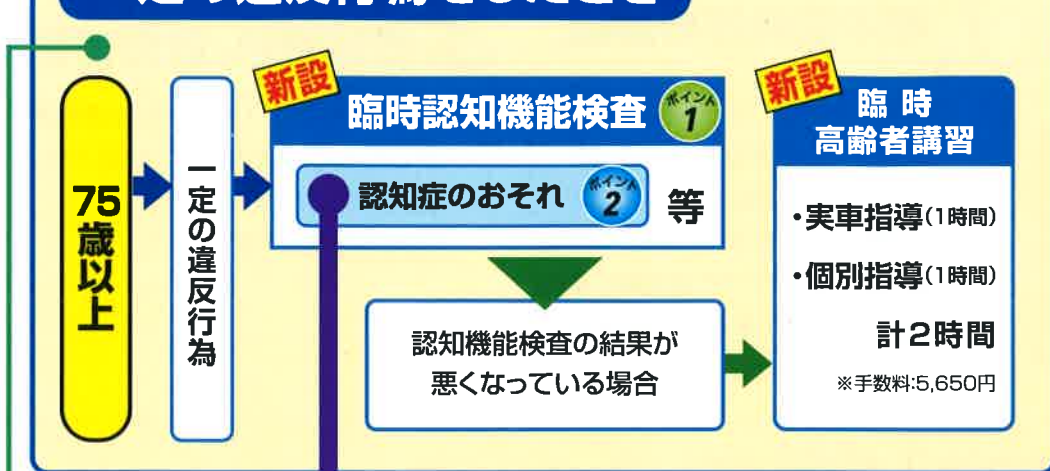 75歳以上
一定の違反行為
新設
臨時認知機能検査
ポイント
1
認知症のおそれ
ポイント
2
等
認知機能検査の結果が
悪くなっている場合
新設
臨時
高齢者講習
・実車指導(1時間)
・個別指導(1時間)
計2時間
※手数料:5,650円